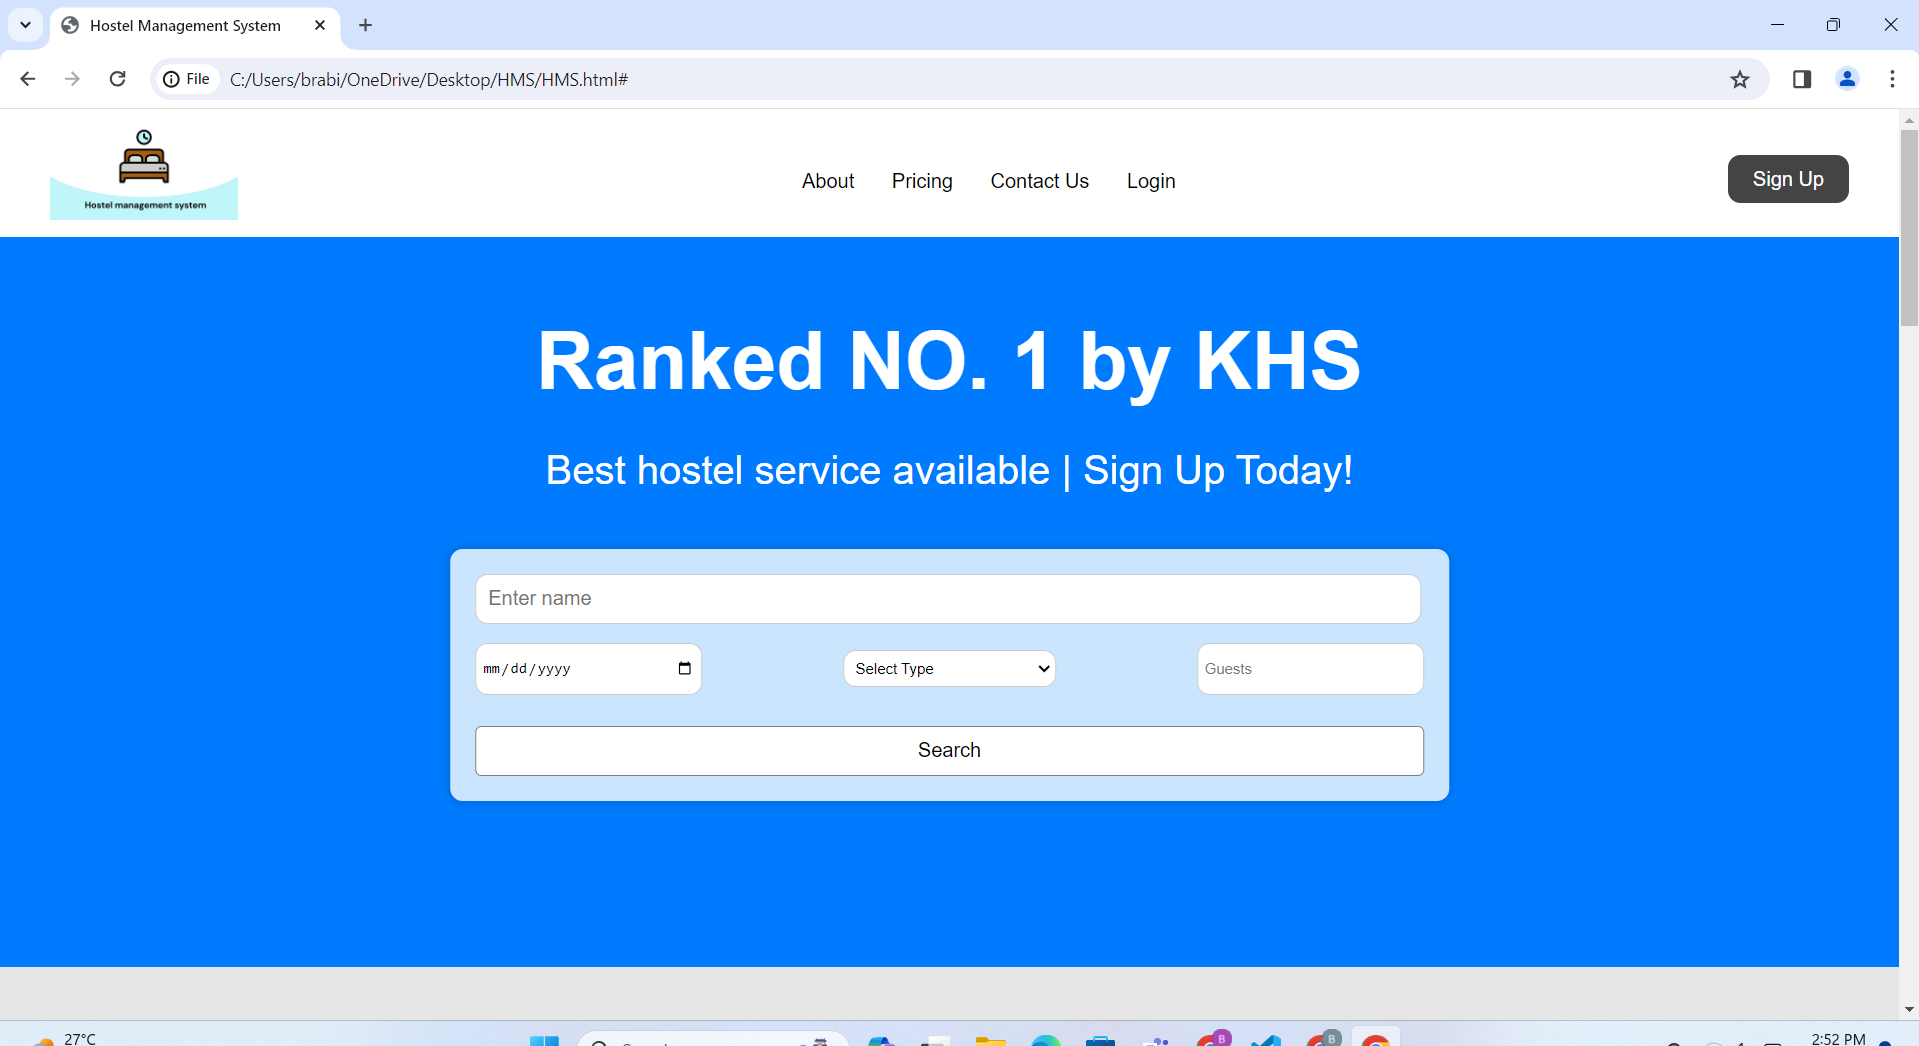 Hostel Management System
File C:/Users/brabi/OneDrive/Desktop/HMS/HMS.html#
Hostel management system
About Pricing Contact Us Login Sign Up
Ranked NO. 1 by KHS
Best hostel service available | Sign Up Today!
Enter name
mm/dd/yyyy Select Type Guests
Search
27°C
2:52 PM